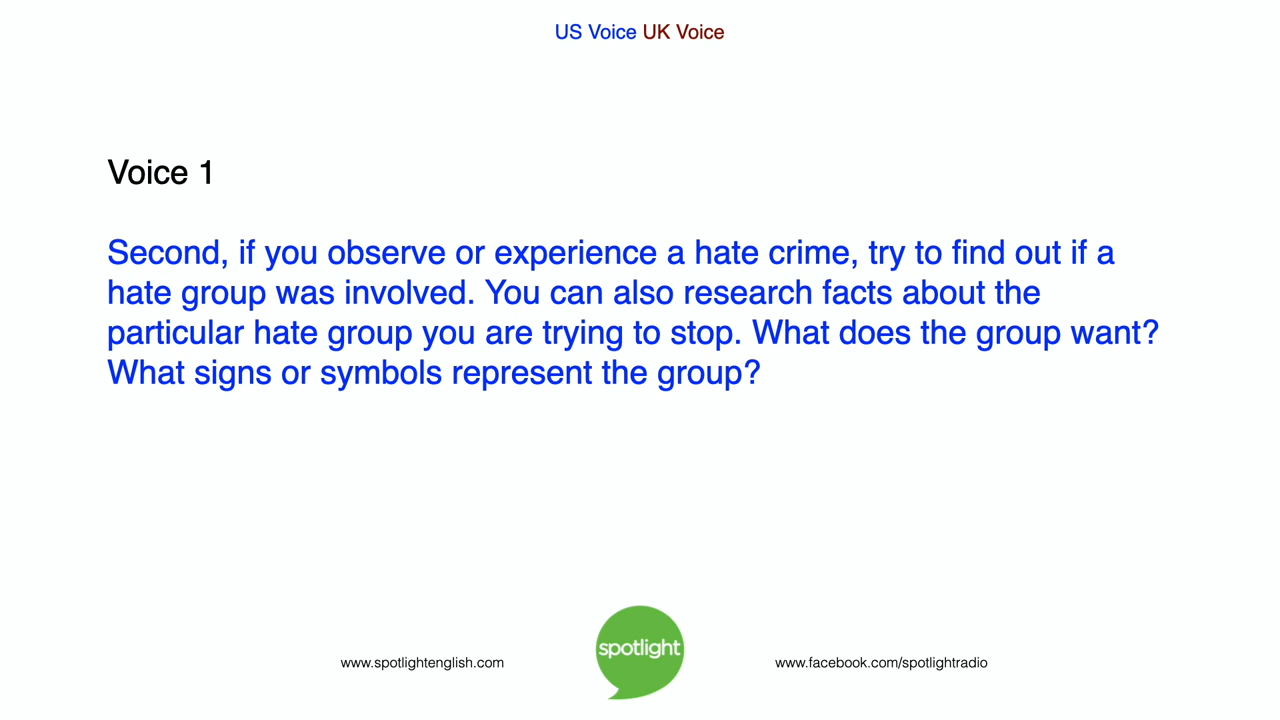 US Voice UK Voice
Voice 1
Second, if you observe or experience a hate crime, try to find out if a
hate group was involved. You can also research facts about the
particular hate group you are trying to stop. What does the group want?
What signs or symbols represent the group?
www.spotlightenglish.com
spotlight
www.facebook.com/spotlightradio